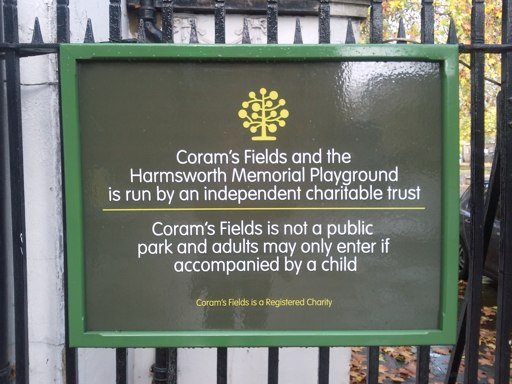 Coram's Fields and the
Harmsworth Memorial Playground
is run by an independent charitable trust
Coram's Fields is not a public
park and adults may only enter if
accompanied by a child
Coram's Fields is a Registered Charity